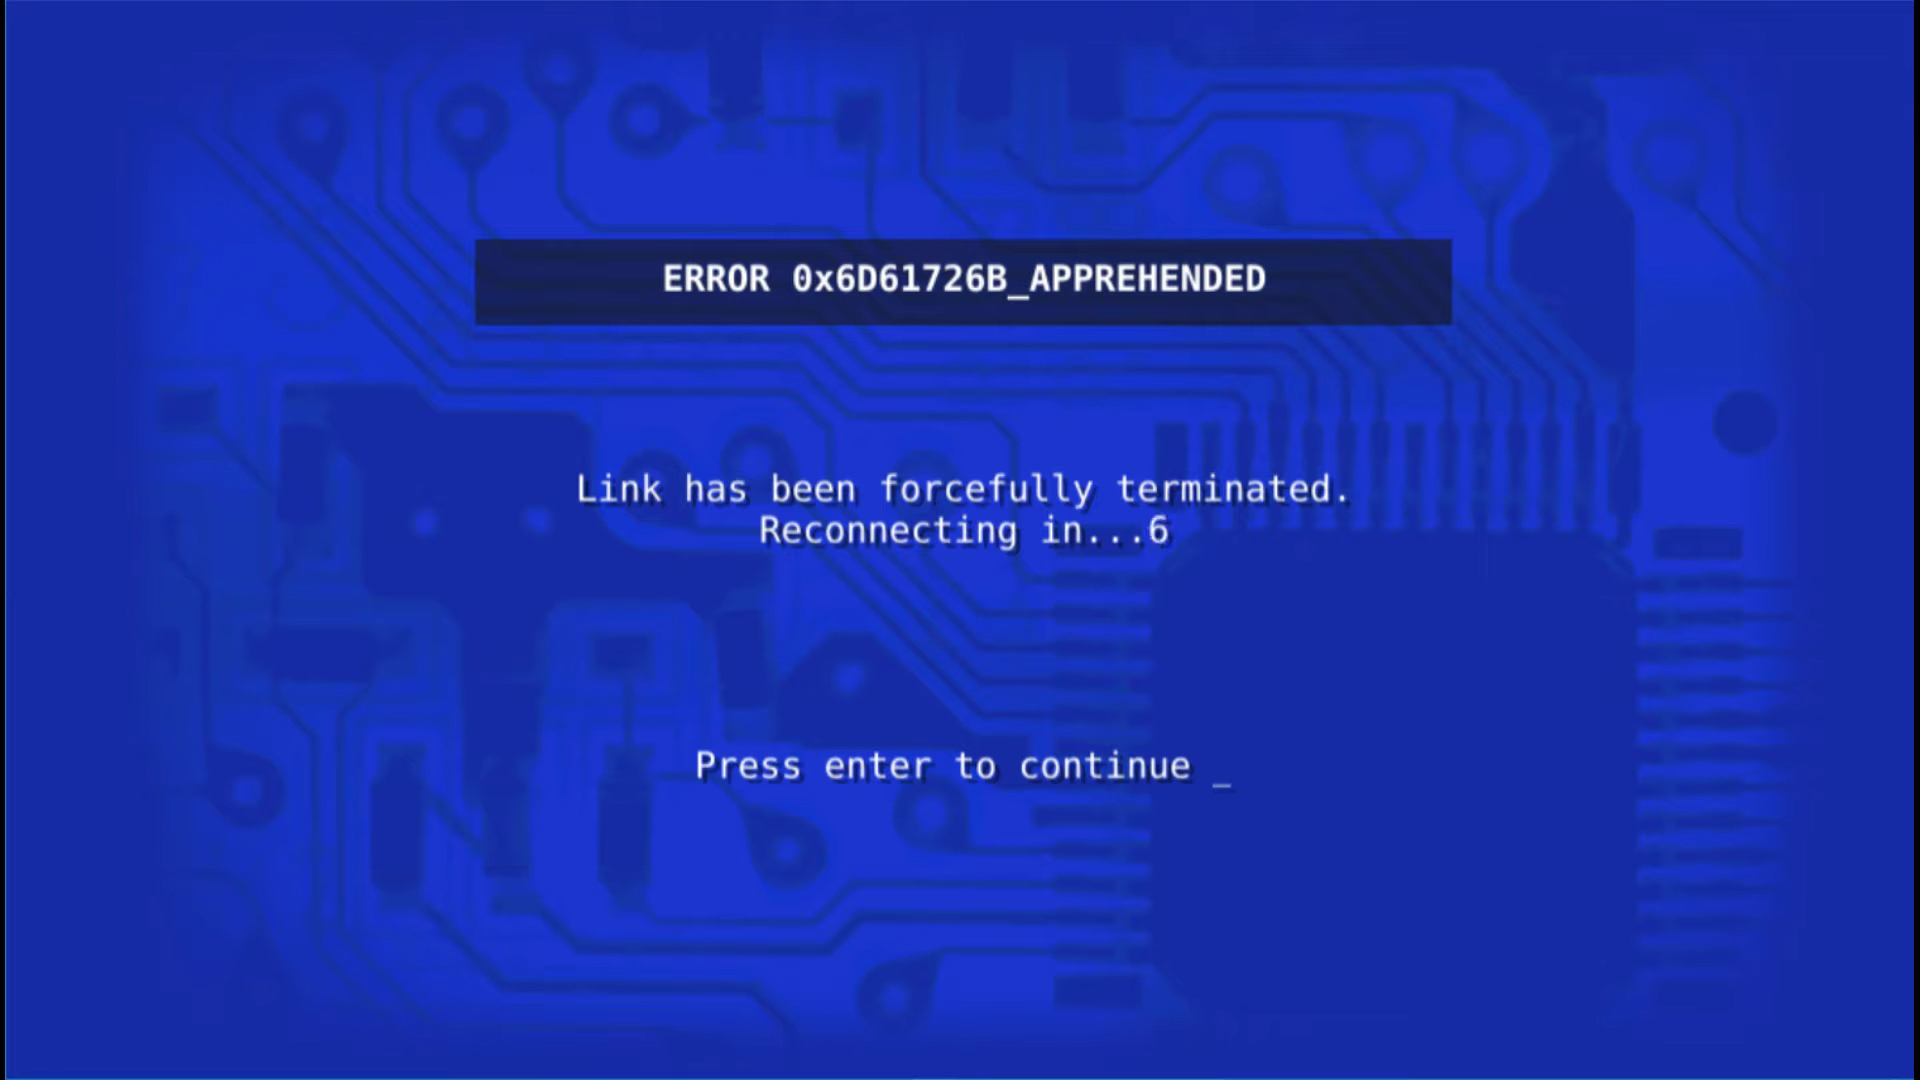 ERROR 0x6D61726B_APPREHENDED
Link has been forcefully terminated.
Reconnecting in...6
Press enter to continue _